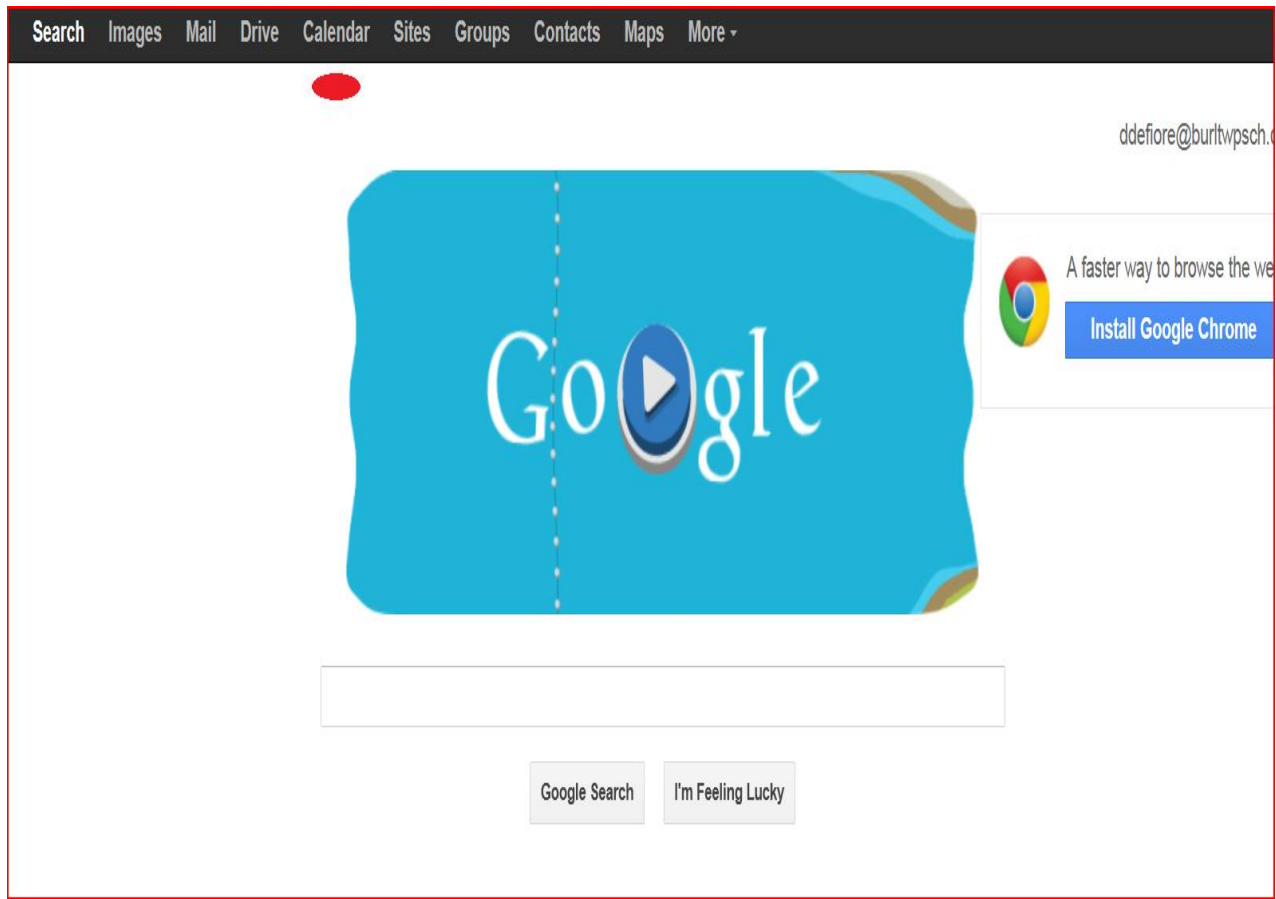 Search Images Mail Drive Calendar Sites Groups Contacts Maps More
ddefiore@burltwpsch.
A faster way to browse the we
Install Google Chrome
Google
Google Search I'm Feeling Lucky